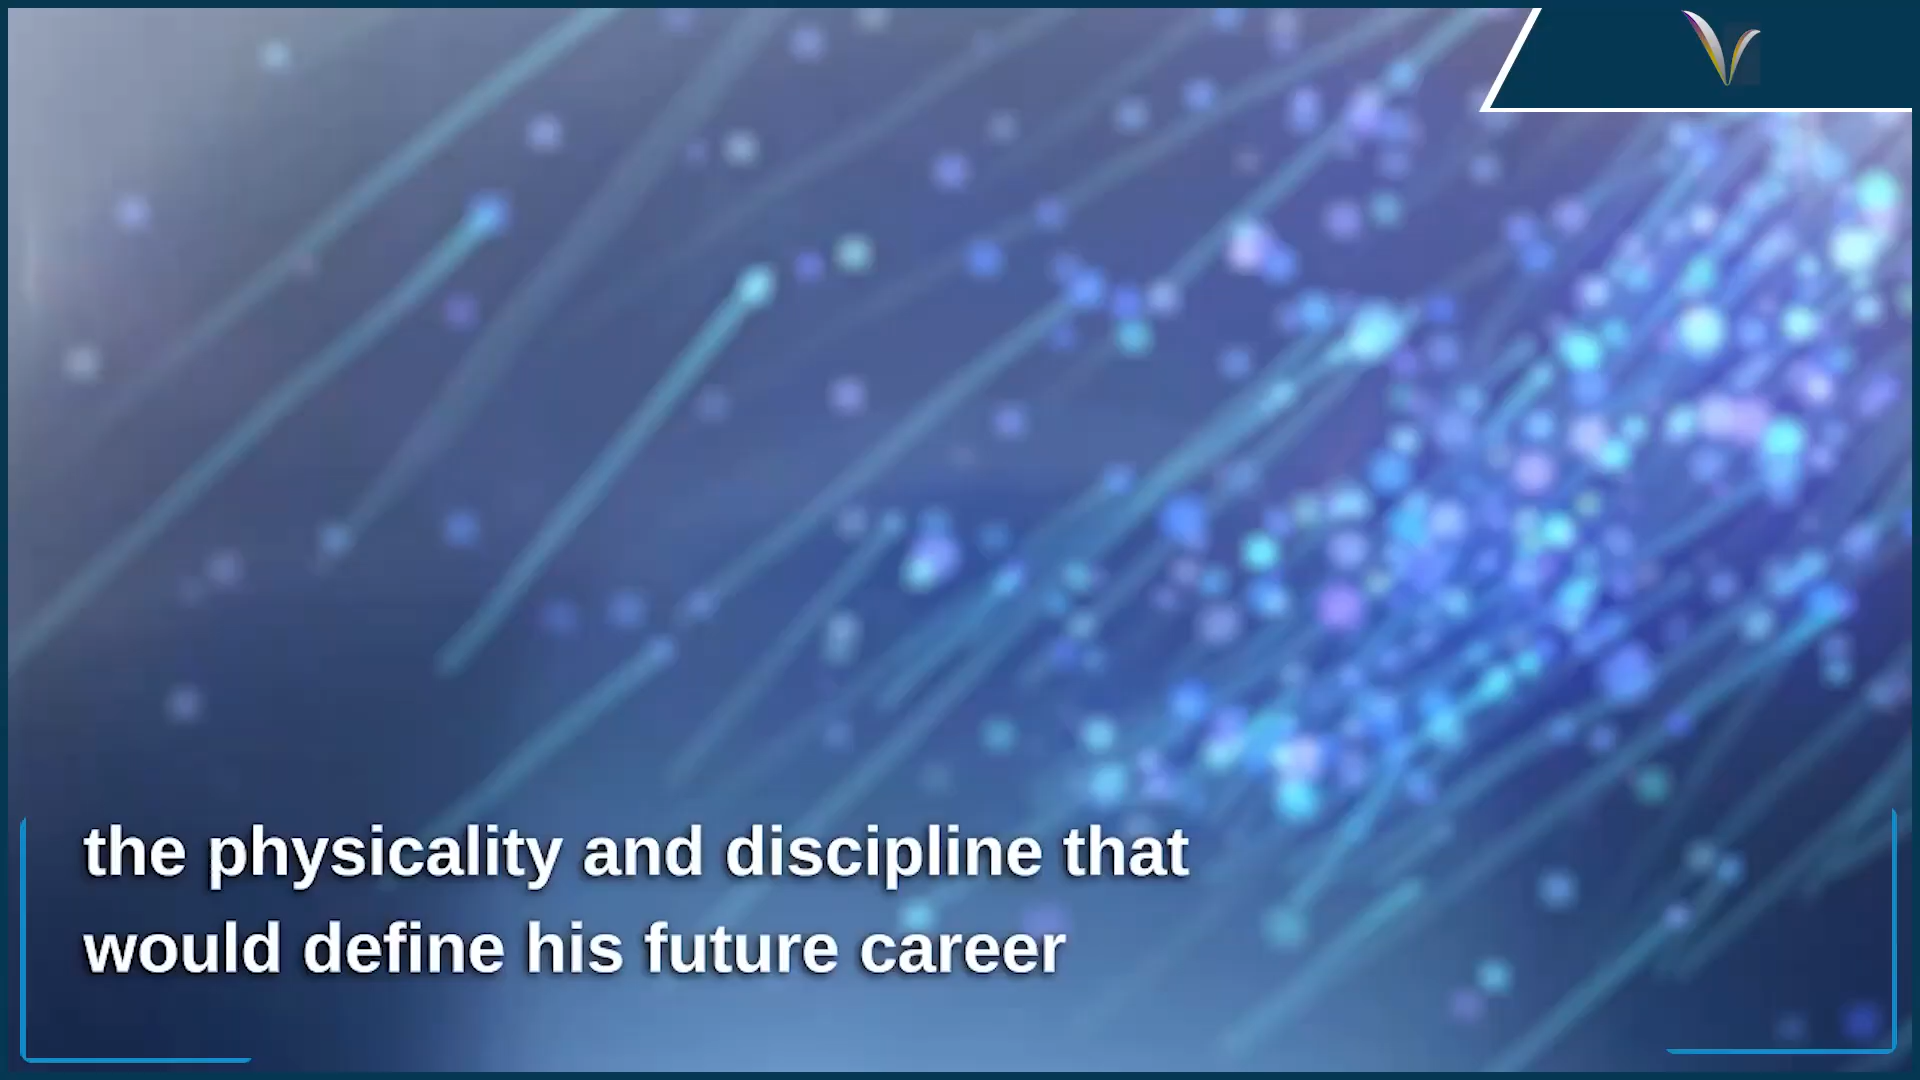 the physicality and discipline that
would define his future career